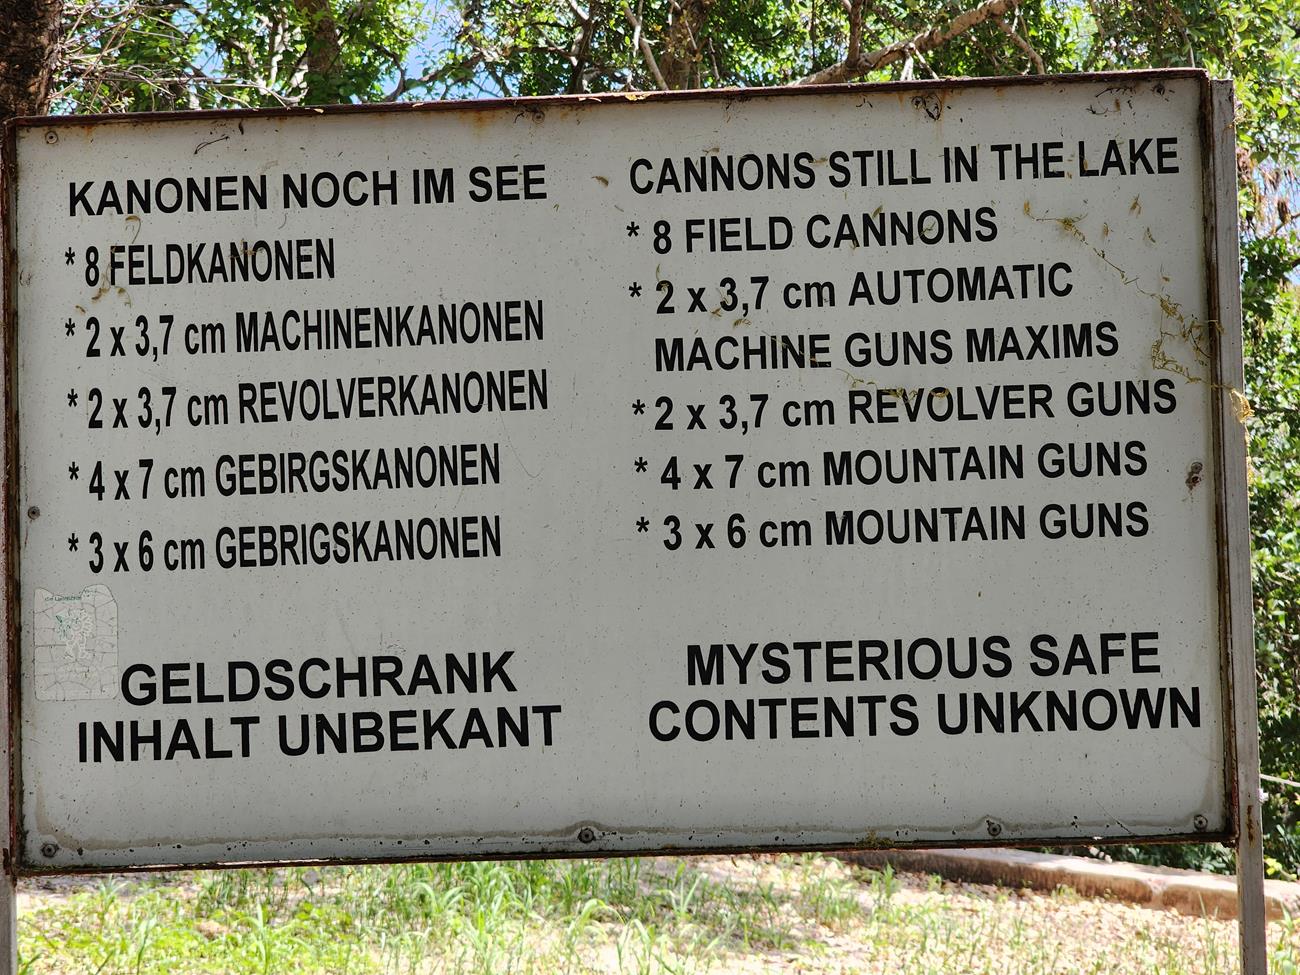 KANONEN NOCH IM SEE
* 8 FELDKANONEN
* 2 x 3,7 cm MACHINENKANONEN
* 2 x 3,7 cm REVOLVERKANONEN
* 4 x 7 cm GEBIRGSKANONEN
* 3 x 6 cm GEBRIGSKANONEN
GELDSCHRANK
INHALT UNBEKANT
CANNONS STILL IN THE LAKE
* 8 FIELD CANNONS
* 2 x 3,7 cm AUTOMATIC
MACHINE GUNS MAXIMS
* 2 x 3,7 cm REVOLVER GUNS
* 4 x 7 cm MOUNTAIN GUNS
* 3 x 6 cm MOUNTAIN GUNS
MYSTERIOUS SAFE
CONTENTS UNKNOWN